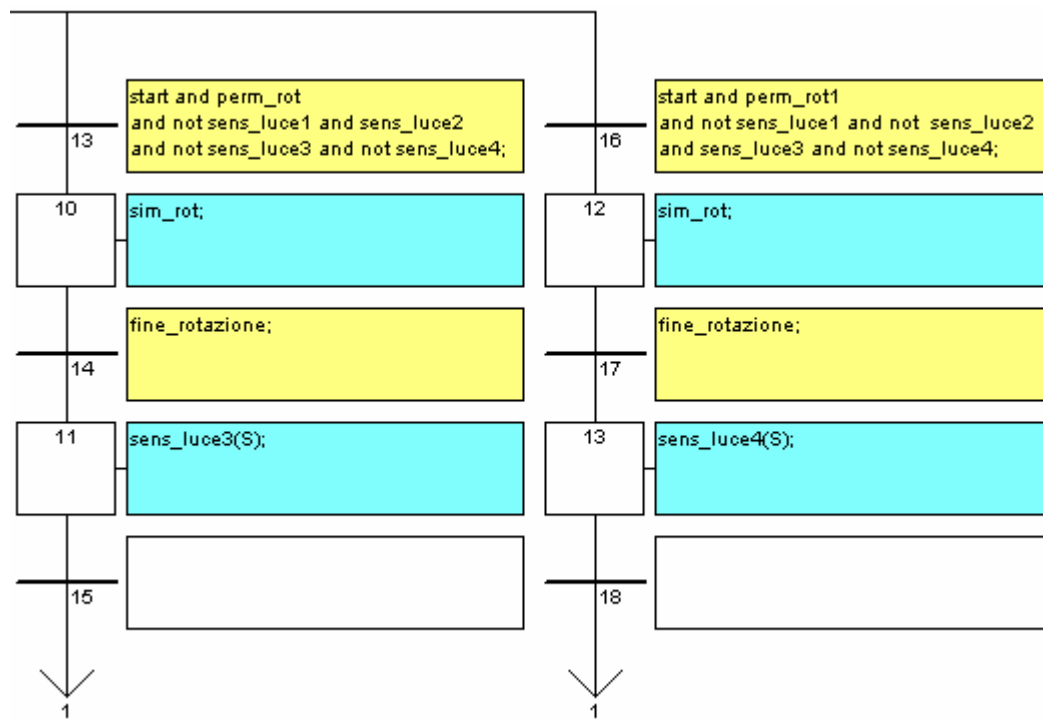 start and perm_rot
and not sens_luce1 and sens_luce2
and not sens_luce3 and not sens_luce4;
13
10
sim_rot;
fine_rotazione;
14
11
sens_luce3(S);
15
1
start and perm_rot1
and not sens_luce1 and not sens_luce2
and sens_luce3 and not sens_luce4;
16
12
sim_rot;
fine_rotazione;
17
13
sens_luce4(S);
18
1